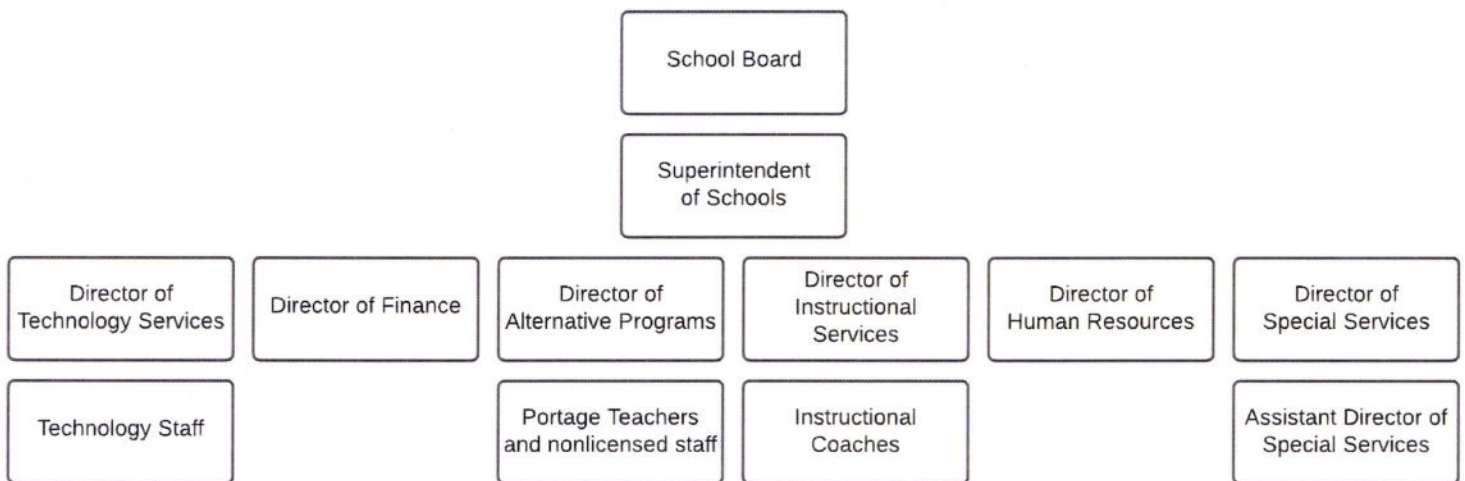 School Board
Superintendent
of Schools
Director of
Technology Services
Director of Finance
Director of
Alternative Programs
Director of
Instructional
Services
Director of
Human Resources
Director of
Special Services
Technology Staff
Portage Teachers
and nonlicensed staff
Instructional
Coaches
Assistant Director of
Special Services